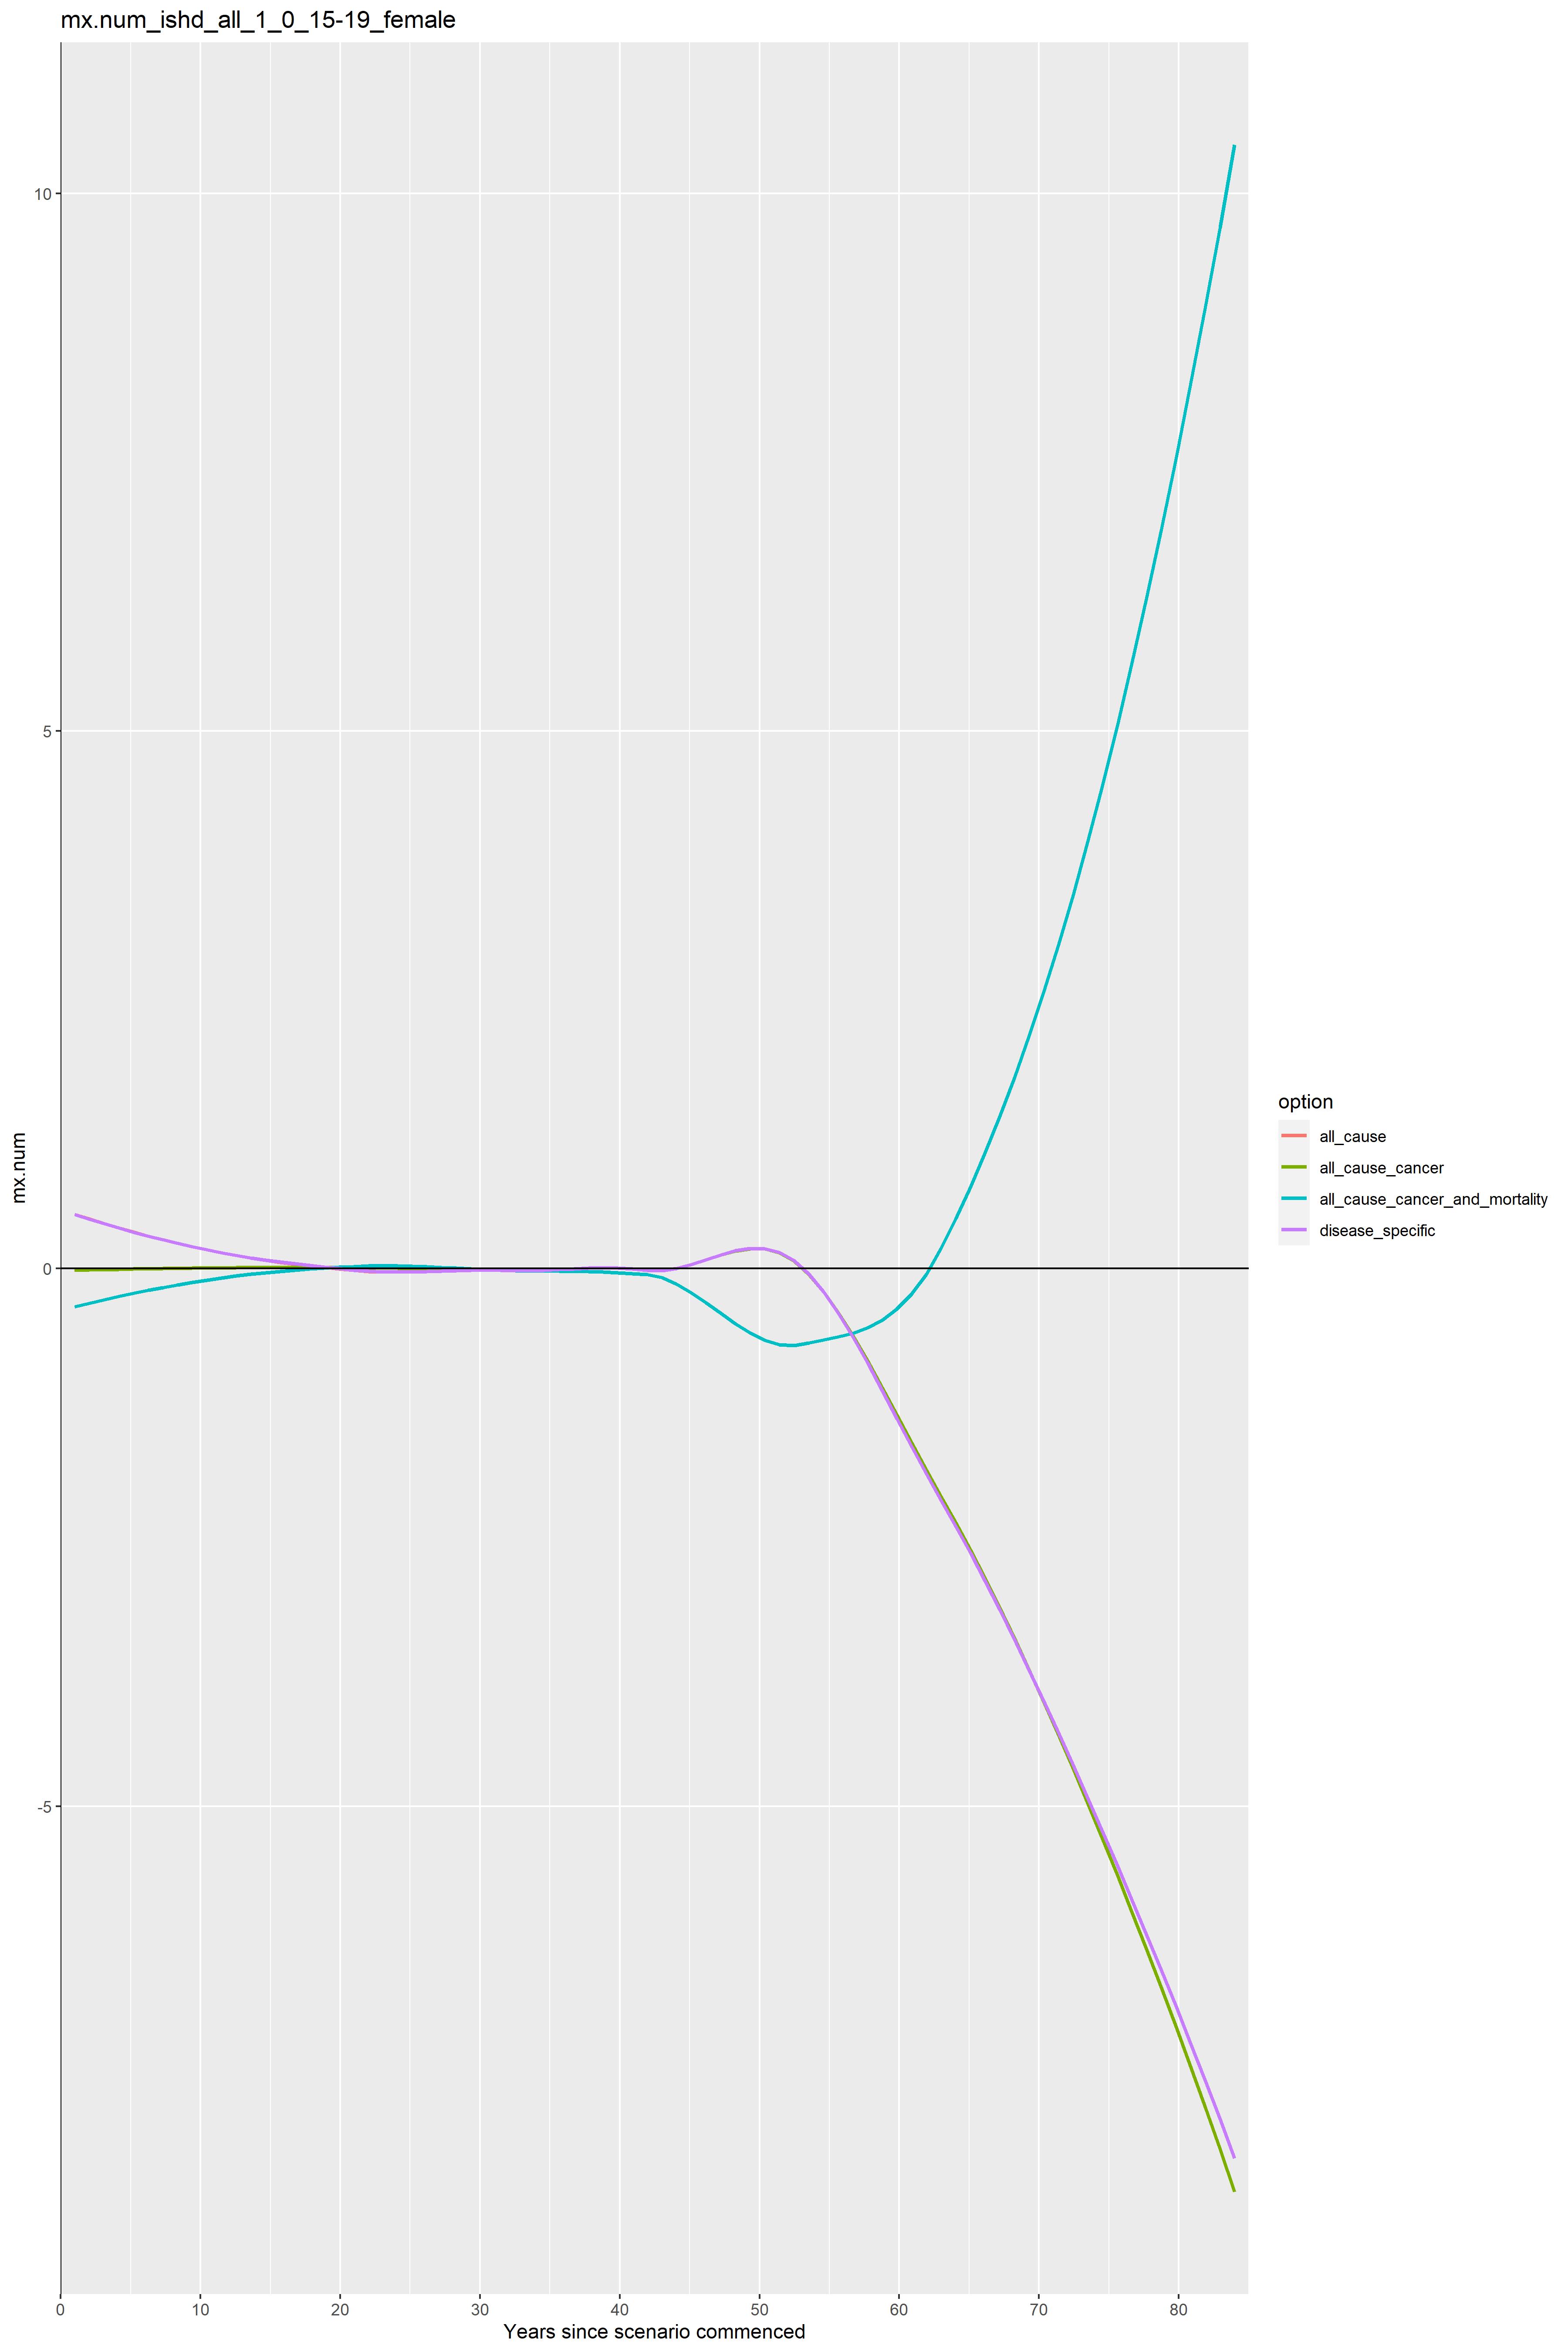 mx.num_ishd_all_1_0_15-19_female
10
5
0
-5
mx.num
0 10 20 30 40 50 60 70 80
Years since scenario commenced
option
all_cause
all_cause_cancer
all_cause_cancer_and_mortality
disease_specific